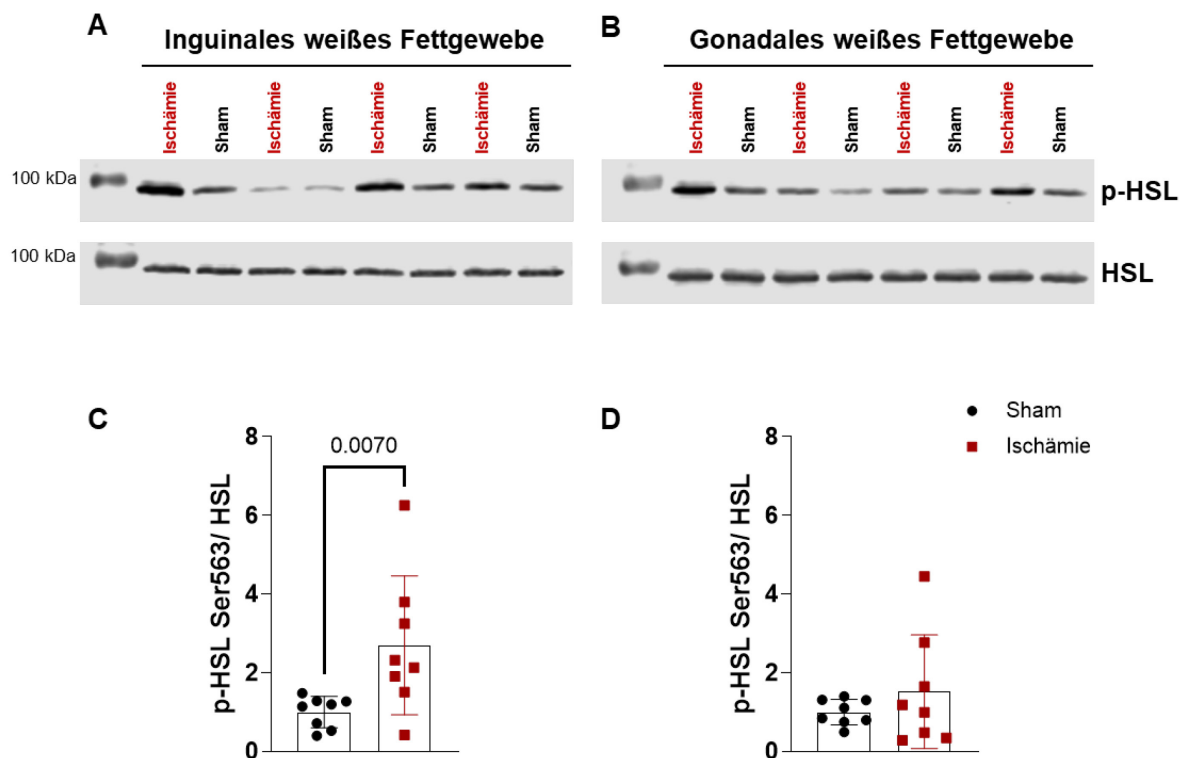 A
Inguinales weißes Fettgewebe
Ischämie Sham Ischämie Sham Ischämie Sham Ischämie Sham
100 kDa
100 kDa
B
Gonadales weißes Fettgewebe
Ischämie Sham Ischämie Sham Ischämie Sham Ischämie Sham
p-HSL
HSL
C
0.0070
p-HSL Ser563/ HSL
8
6
4
2
0
D
Sham
Ischämie
p-HSL Ser563/ HSL
8
6
4
2
0